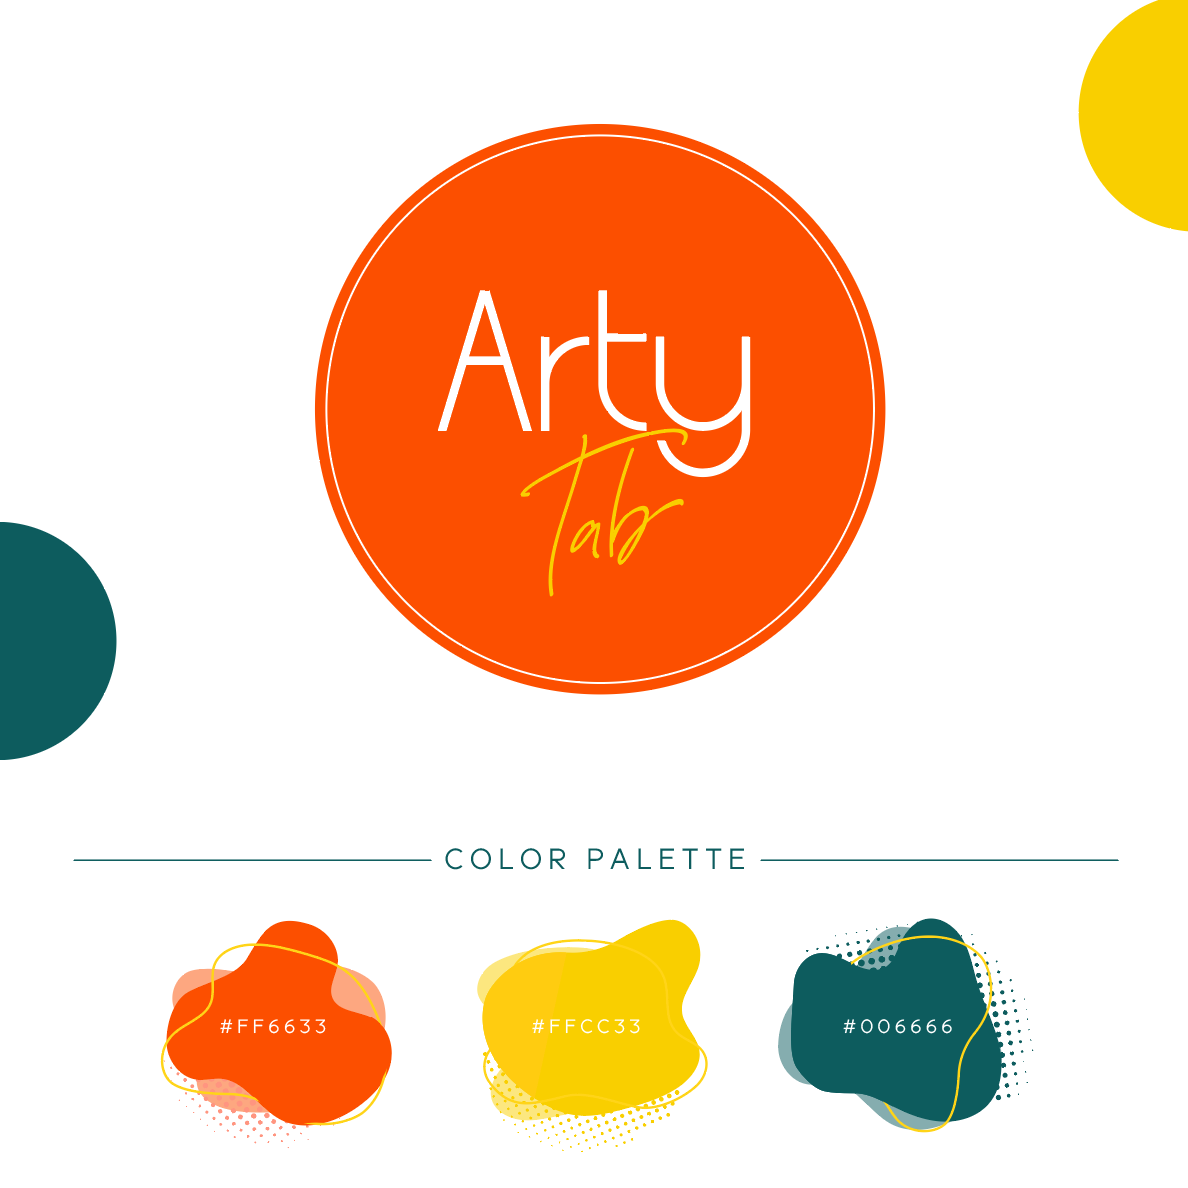 Arty
Tab
COLOR PALETTE
#FF6633
#FFCC33
#006666